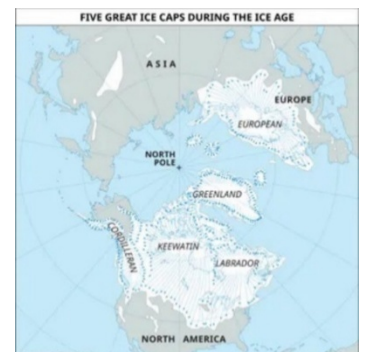 FIVE GREAT ICE CAPS DURING THE ICE AGE
ASIA
EUROPE
EUROPEAN
NORTH
POLE
GREENLAND
CORDILLERAN
KEEWATIN
LABRADOR
NORTH AMERICA